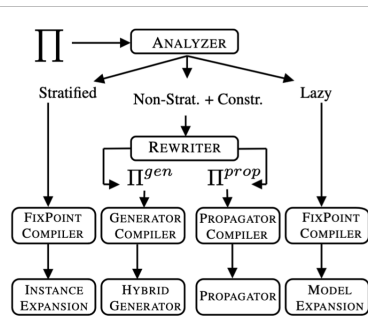 ∏
ANALYZER
Stratified
Non-Strat. + Constr.
Lazy
REWRITER
∏^gen
∏^prop
FIXPOINT
COMPILER
GENERATOR
COMPILER
PROPAGATOR
COMPILER
FIXPOINT
COMPILER
INSTANCE
EXPANSION
HYBRID
GENERATOR
PROPAGATOR
MODEL
EXPANSION